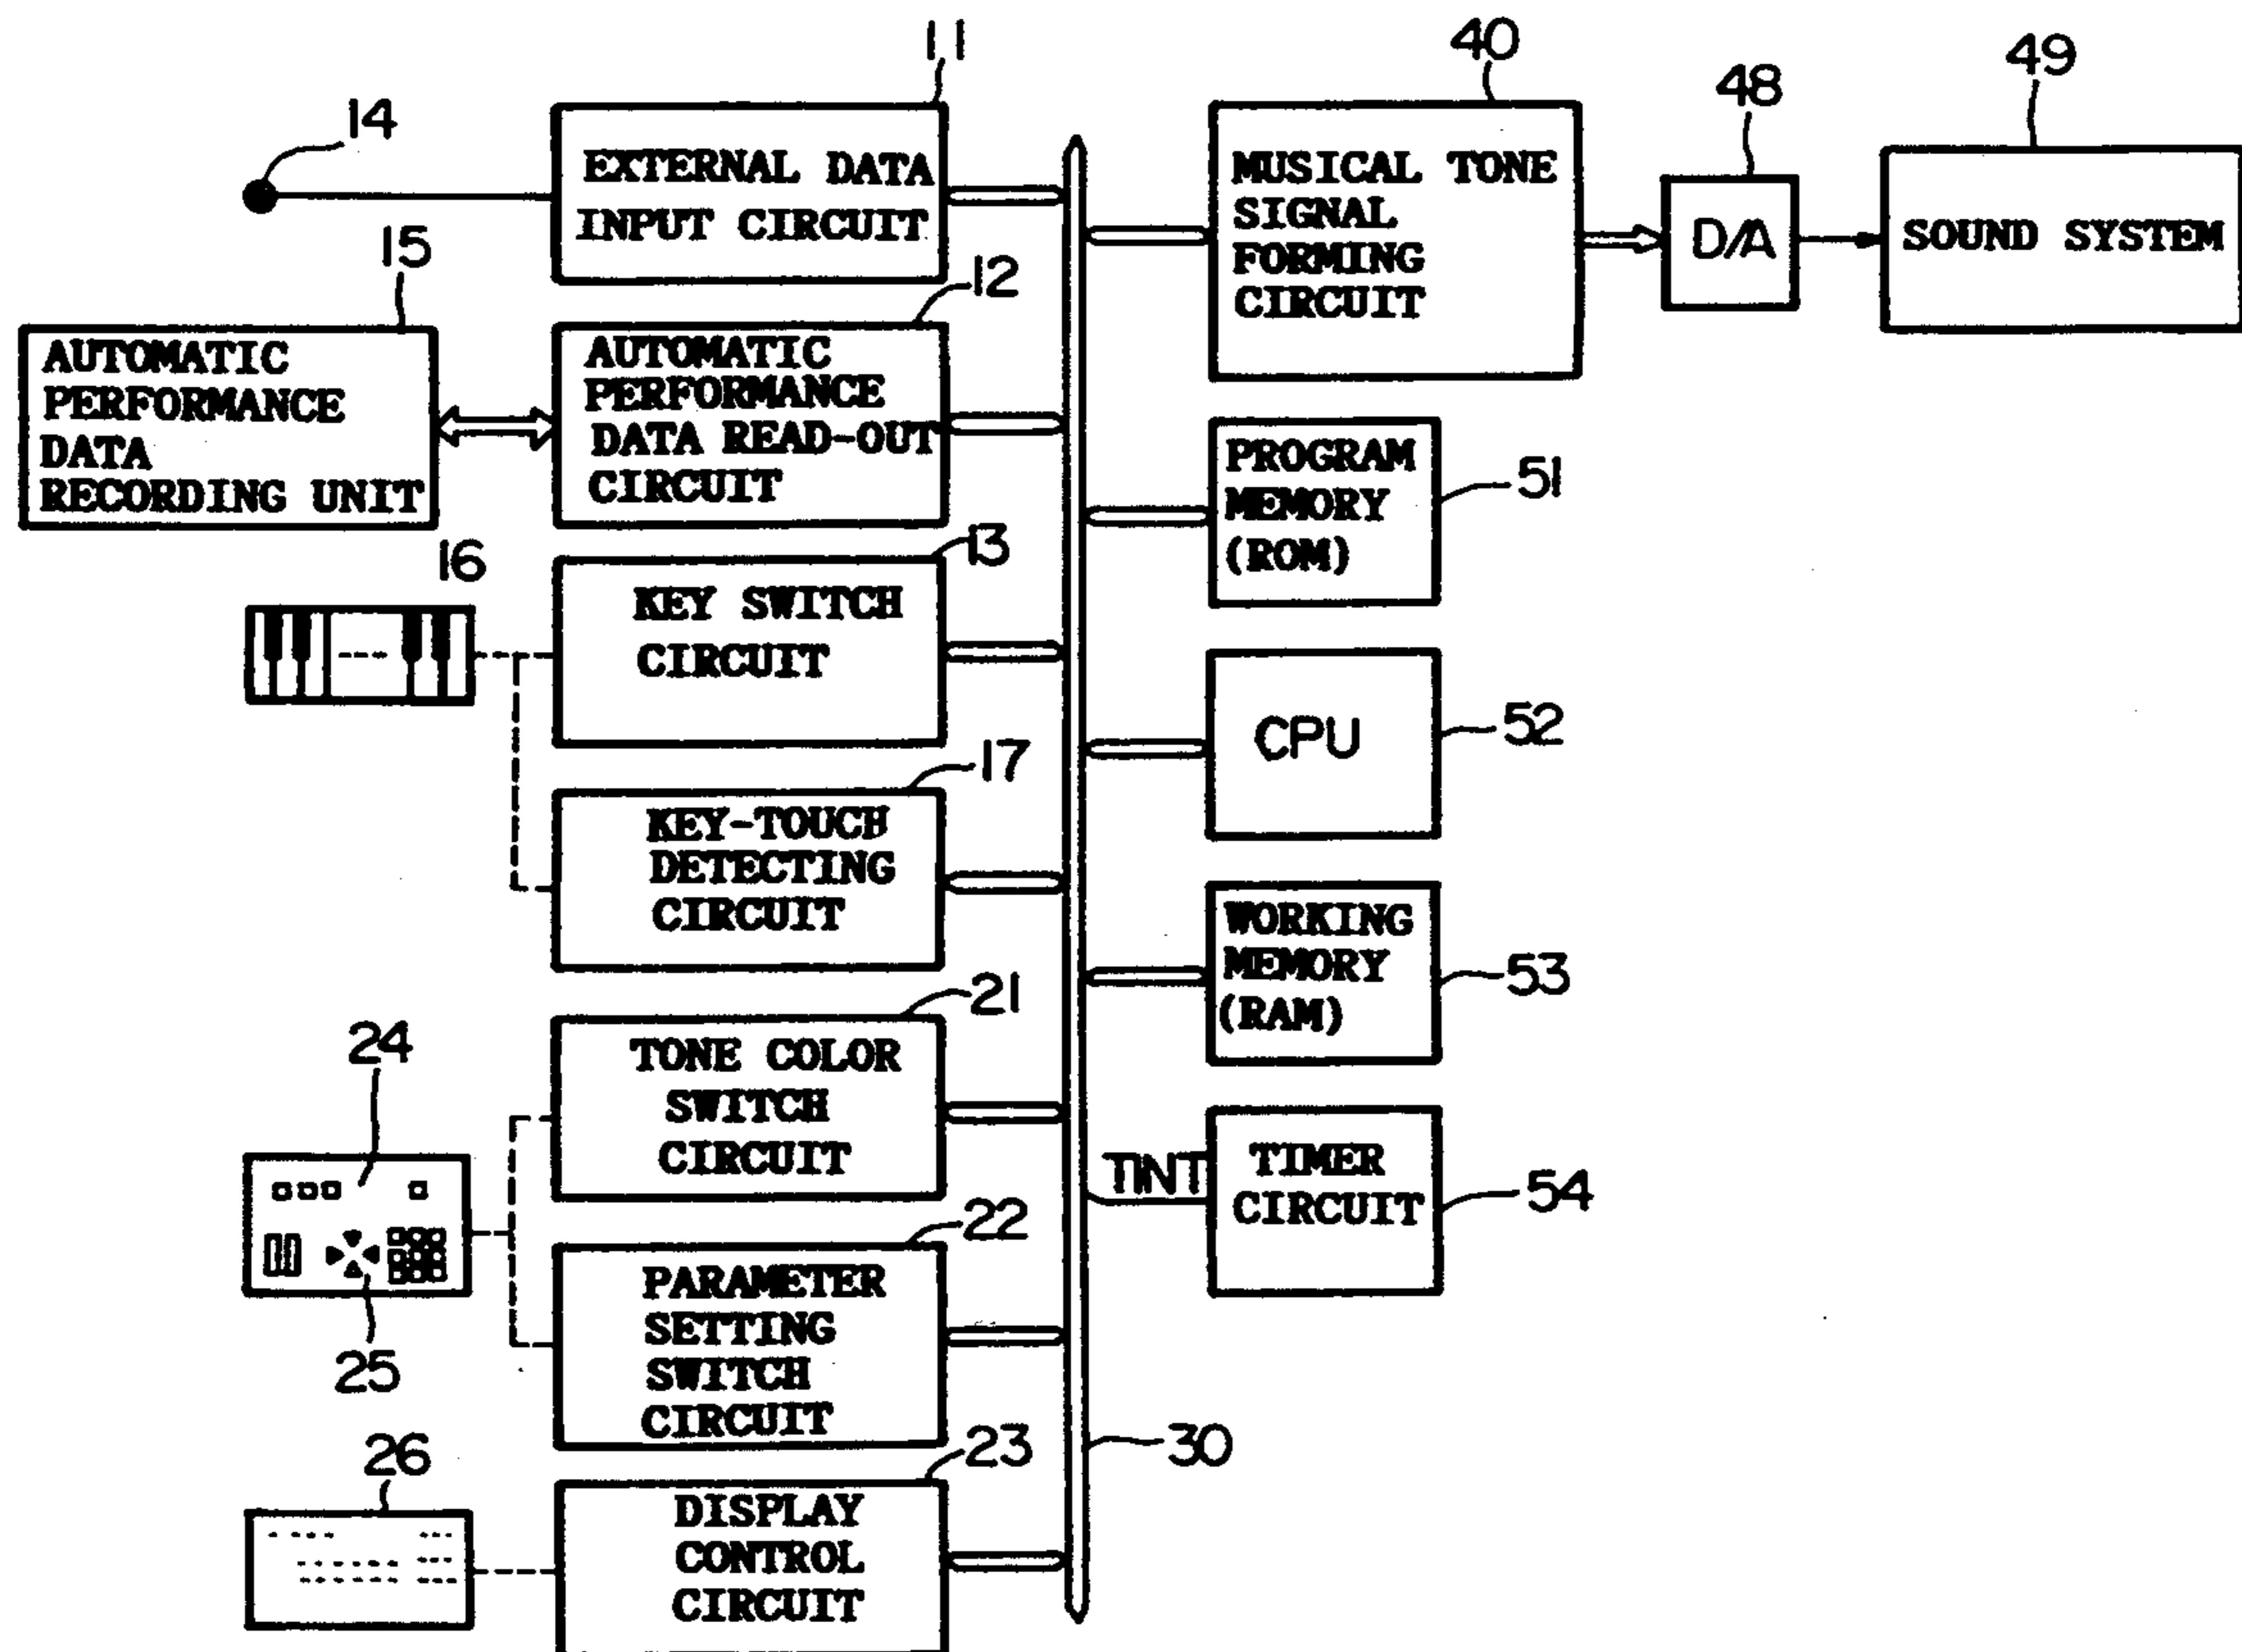 11
14
EXTERNAL DATA
INPUT CIRCUIT
15
AUTOMATIC
PERFORMANCE
DATA
RECORDING UNIT
12
AUTOMATIC
PERFORMANCE
DATA READ-OUT
CIRCUIT
16
13
KEY SWITCH
CIRCUIT
17
KEY-TOUCH
DETECTING
CIRCUIT
21
TONE COLOR
SWITCH
CIRCUIT
24
25
22
PARAMETER
SETTING
SWITCH
CIRCUIT
26
23
DISPLAY
CONTROL
CIRCUIT
30
40
MUSICAL TONE
SIGNAL
FORMING
CIRCUIT
48
D/A
49
SOUND SYSTEM
PROGRAM
MEMORY
(ROM)
51
CPU
52
WORKING
MEMORY
(RAM)
53
TINT
TIMER
CIRCUIT
54